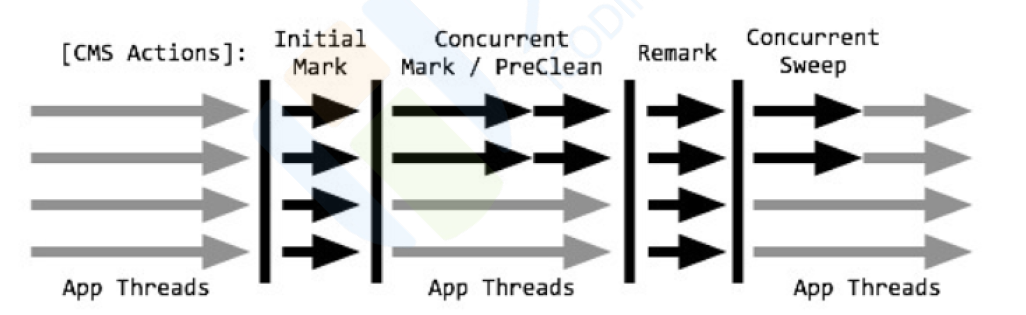 [CMS Actions]:
Initial
Mark
Concurrent
Mark / PreClean
Remark
Concurrent
Sweep
App Threads
App Threads
App Threads